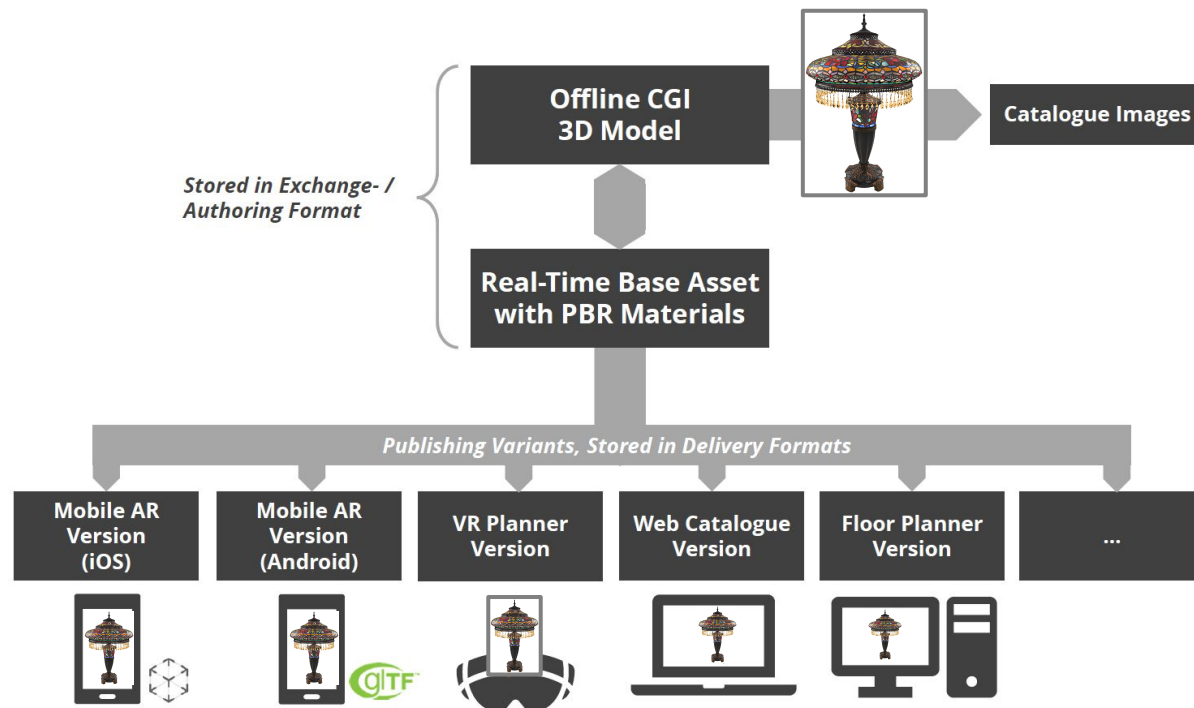 Offline CGI
3D Model
Catalogue Images
Stored in Exchange- /
Authoring Format
Real-Time Base Asset
with PBR Materials
Publishing Variants, Stored in Delivery Formats
Mobile AR
Version
(iOS)
Mobile AR
Version
(Android)
VR Planner
Version
Web Catalogue
Version
Floor Planner
Version
...
glTF™